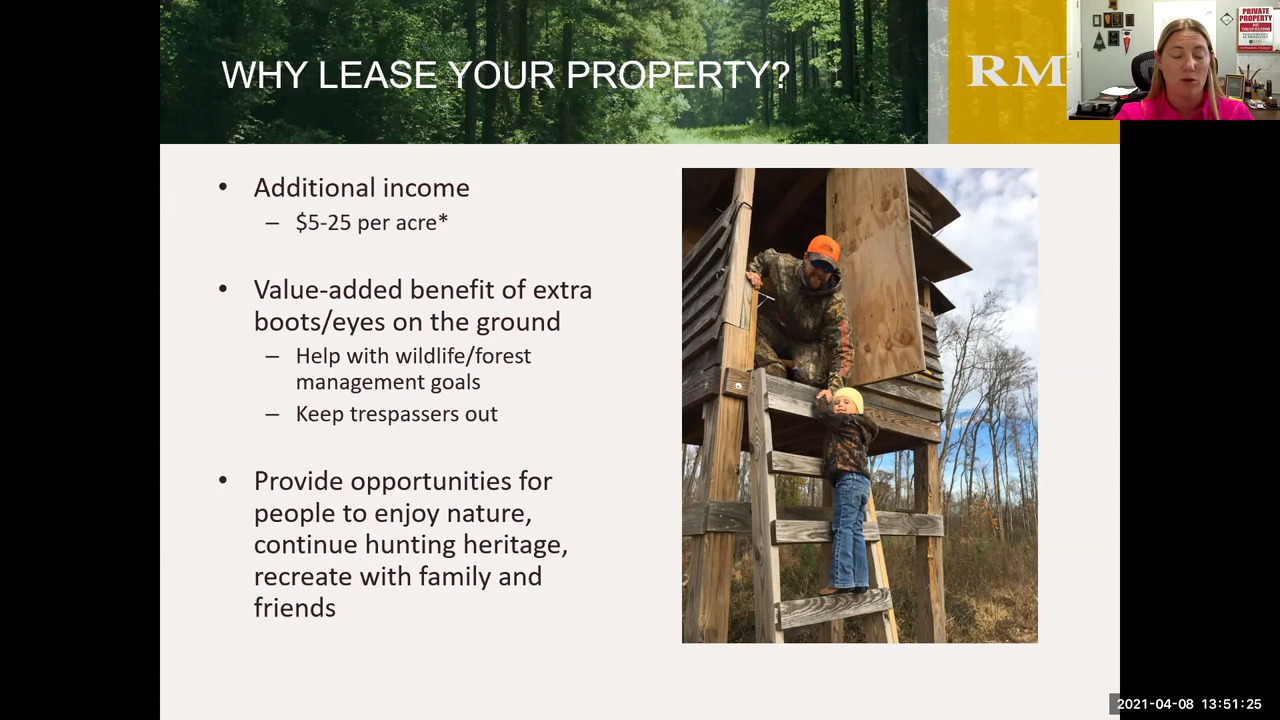 WHY LEASE YOUR PROPERTY?
RM
PRIVATE
PROPERTY
• Additional income
– $5-25 per acre*
• Value-added benefit of extra
boots/eyes on the ground
– Help with wildlife/forest
management goals
– Keep trespassers out
• Provide opportunities for
people to enjoy nature,
continue hunting heritage,
recreate with family and
friends
2021-04-08 13:51:25